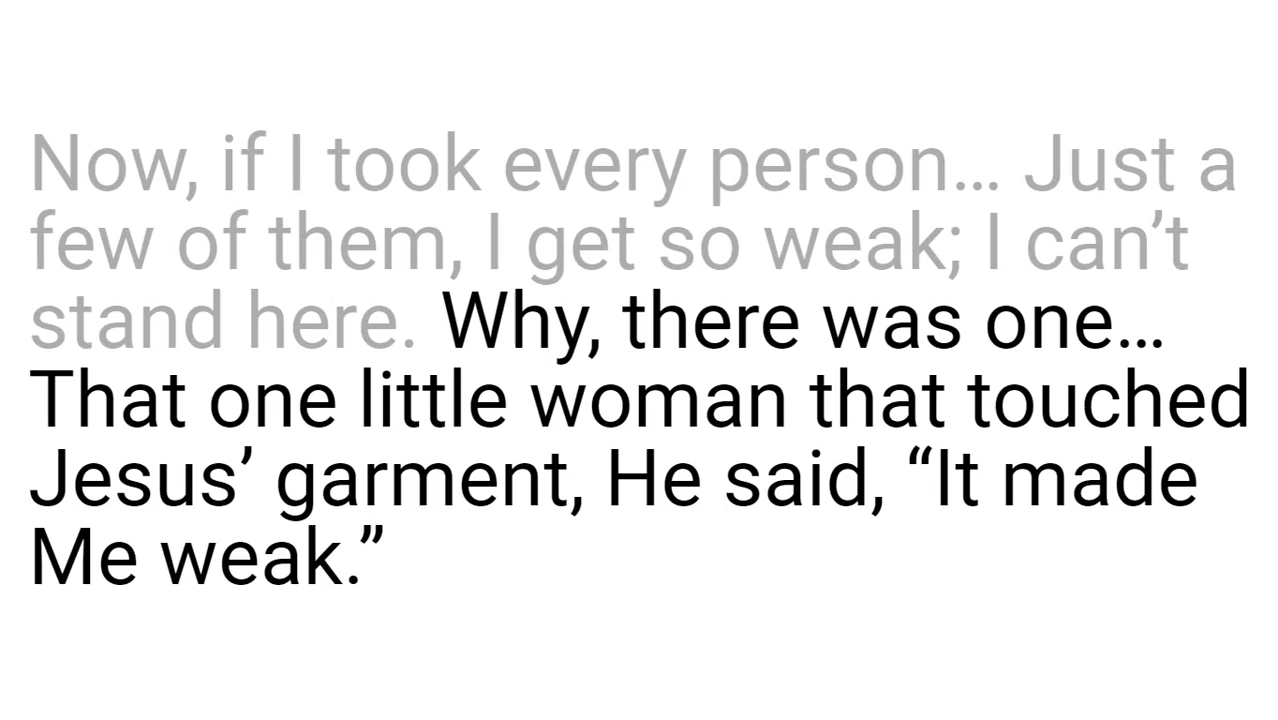 Now, if I took every person… Just a
few of them, I get so weak; I can’t
stand here. Why, there was one…
That one little woman that touched
Jesus’ garment, He said, “It made
Me weak.”